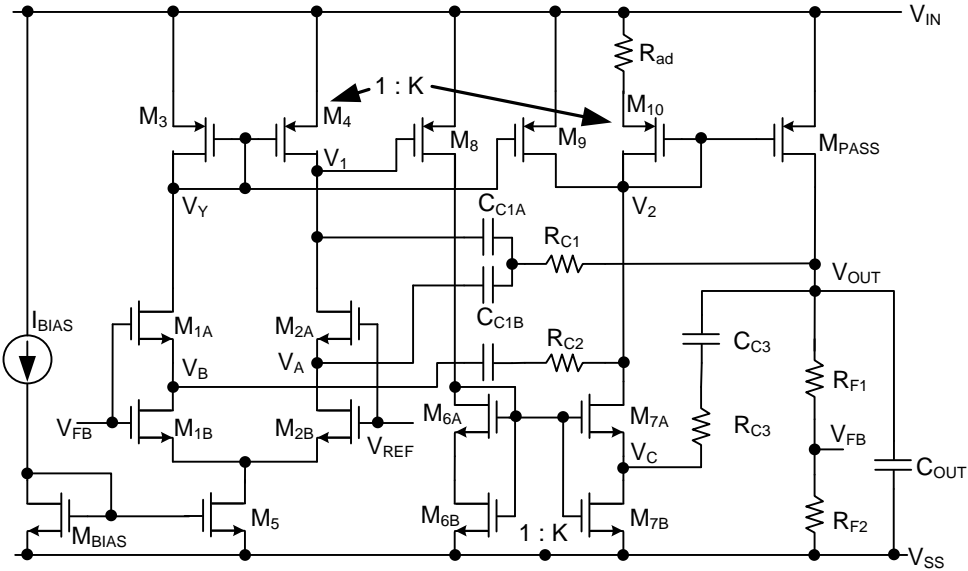 V_IN
R_ad
1 : K
M_3
M_4
M_10
M_8
M_9
M_PASS
V_1
V_Y
V_2
C_C1A
R_C1
V_OUT
I_BIAS
M_1A
M_2A
C_C1B
R_C2
C_C3
R_F1
V_B
V_A
V_FB
M_1B
M_2B
V_REF
M_6A
M_7A
R_C3
V_FB
V_C
C_OUT
M_BIAS
M_5
M_6B
1 : K
M_7B
R_F2
V_SS